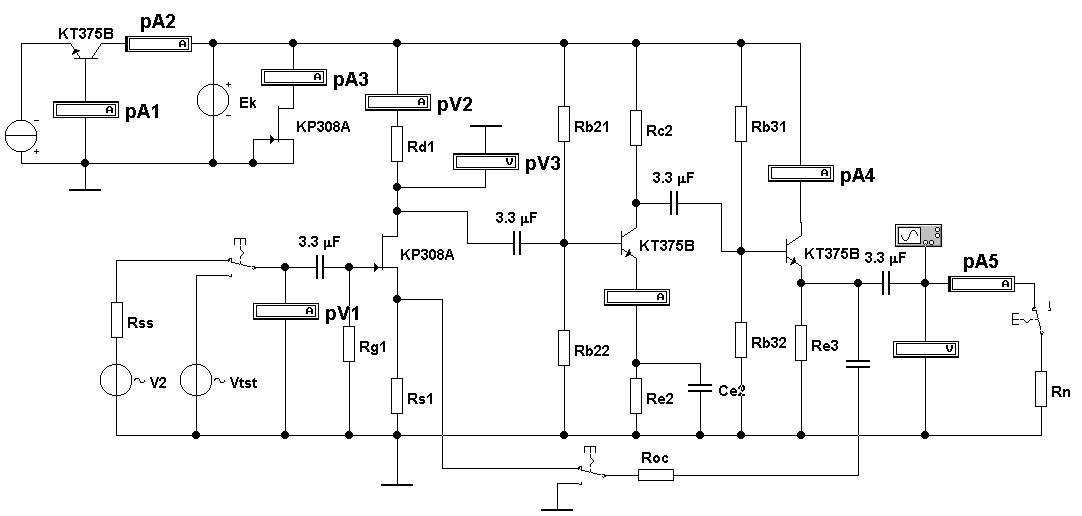 KT375B
pA2
A
A
pA1
−
+
+
−
Ek
A
pA3
KP308A
A
pV2
Rd1
V
pV3
Rb21
Rc2
Rb31
A
pA4
3.3 µF
3.3 µF
3.3 µF
KP308A
KT375B
KT375B
3.3 µF
pA5
A
A
pV1
A
V
E
Rss
Rg1
Rb22
Rb32
Re3
V2
Vtst
Rs1
Re2
Ce2
Rn
Roc